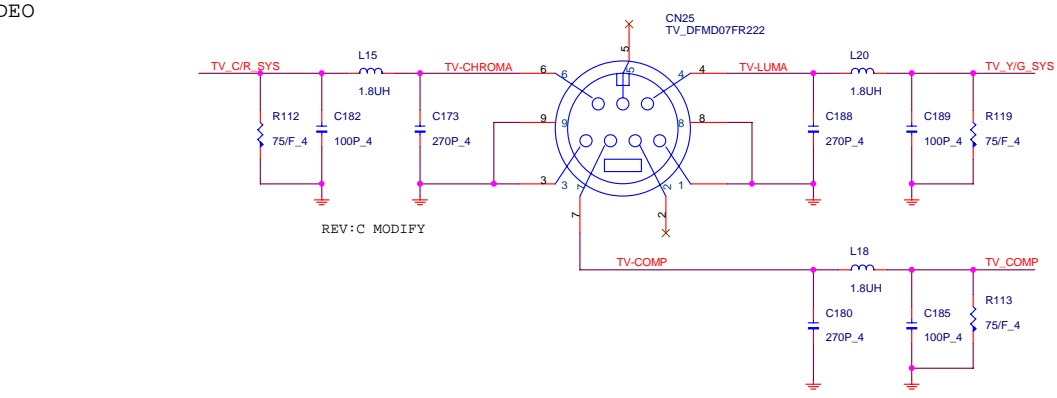 DEO
CN25
TV_DFMD07FR222
5
5
TV_C/R_SYS
L15
1.8UH
TV-CHROMA
6
6
4
4
TV-LUMA
L20
1.8UH
TV_Y/G_SYS
R112
75/F_4
C182
100P_4
C173
270P_4
9
9
8
8
C188
270P_4
C189
100P_4
R119
75/F_4
3
3
7
2
1
1
7
2
REV:C MODIFY
TV-COMP
L18
1.8UH
TV_COMP
C180
270P_4
C185
100P_4
R113
75/F_4